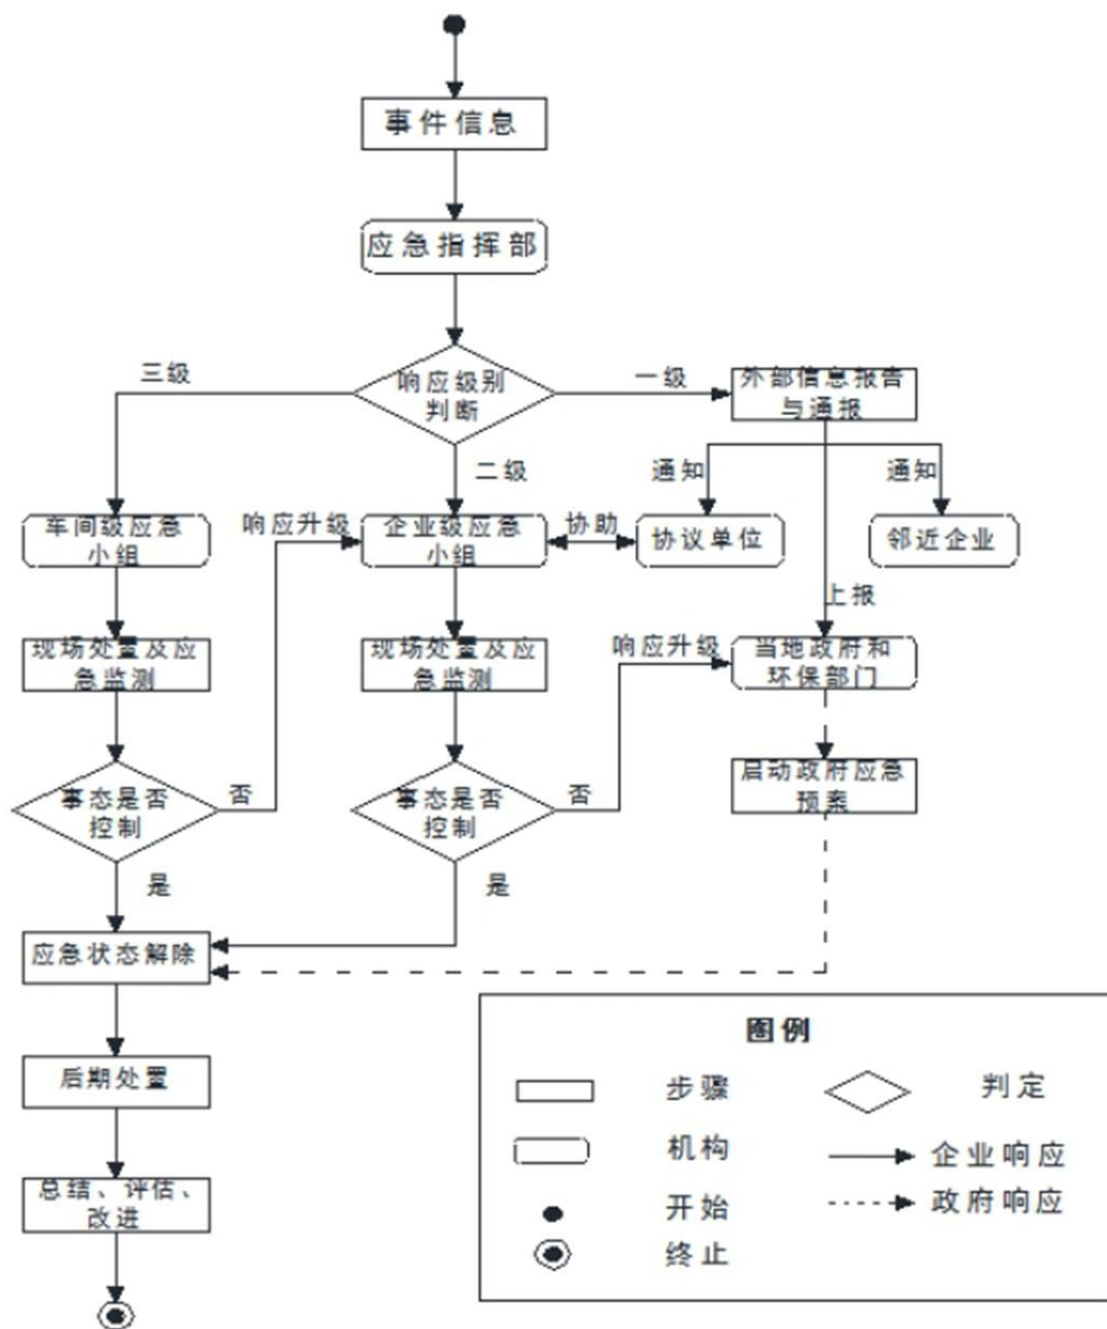 事件信息
应急指挥部
响应级别
判断
三级
一级
二级
外部信息报告
与通报
通知
通知
车间级应急
小组
响应升级
企业级应急
小组
协助
协议单位
邻近企业
上报
现场处置及应
急监测
现场处置及应
急监测
响应升级
当地政府和
环保部门
启动政府应急
预案
事态是否
控制
否
事态是否
控制
否
是
是
应急状态解除
后期处置
总结、评估、
改进
图例
步骤
判定
机构
企业响应
开始
政府响应
终止